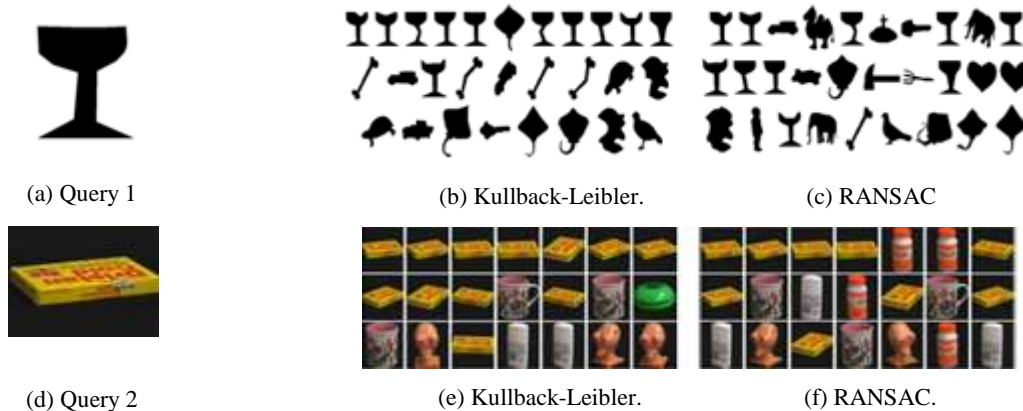 (a) Query 1
(b) Kullback-Leibler.
(c) RANSAC
(d) Query 2
(e) Kullback-Leibler.
(f) RANSAC.